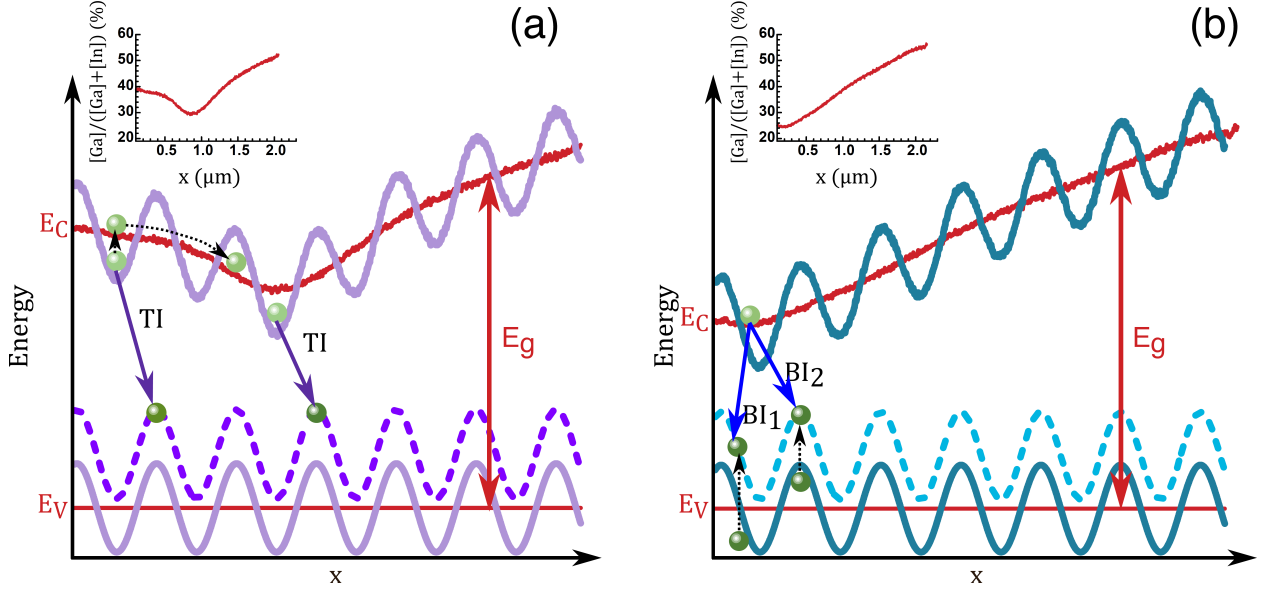 (a)
[Ga]/([Ga]+[In]) (%)
60
50
40
30
20
0.5
1.0
1.5
2.0
x (μm)
Energy
E_C
TI
TI
E_g
E_V
x
(b)
[Ga]/([Ga]+[In]) (%)
60
50
40
30
20
0.5
1.0
1.5
2.0
x (μm)
Energy
E_C
BI_2
BI_1
E_g
E_V
x